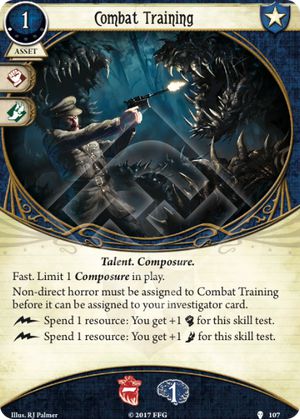 1
Combat Training
ASSET
Talent. Composure.
Fast. Limit 1 Composure in play.
Non-direct horror must be assigned to Combat Training
before it can be assigned to your investigator card.
Spend 1 resource: You get +1 for this skill test.
Spend 1 resource: You get +1 for this skill test.
1
Illus. RJ Palmer
© 2017 FFG
107